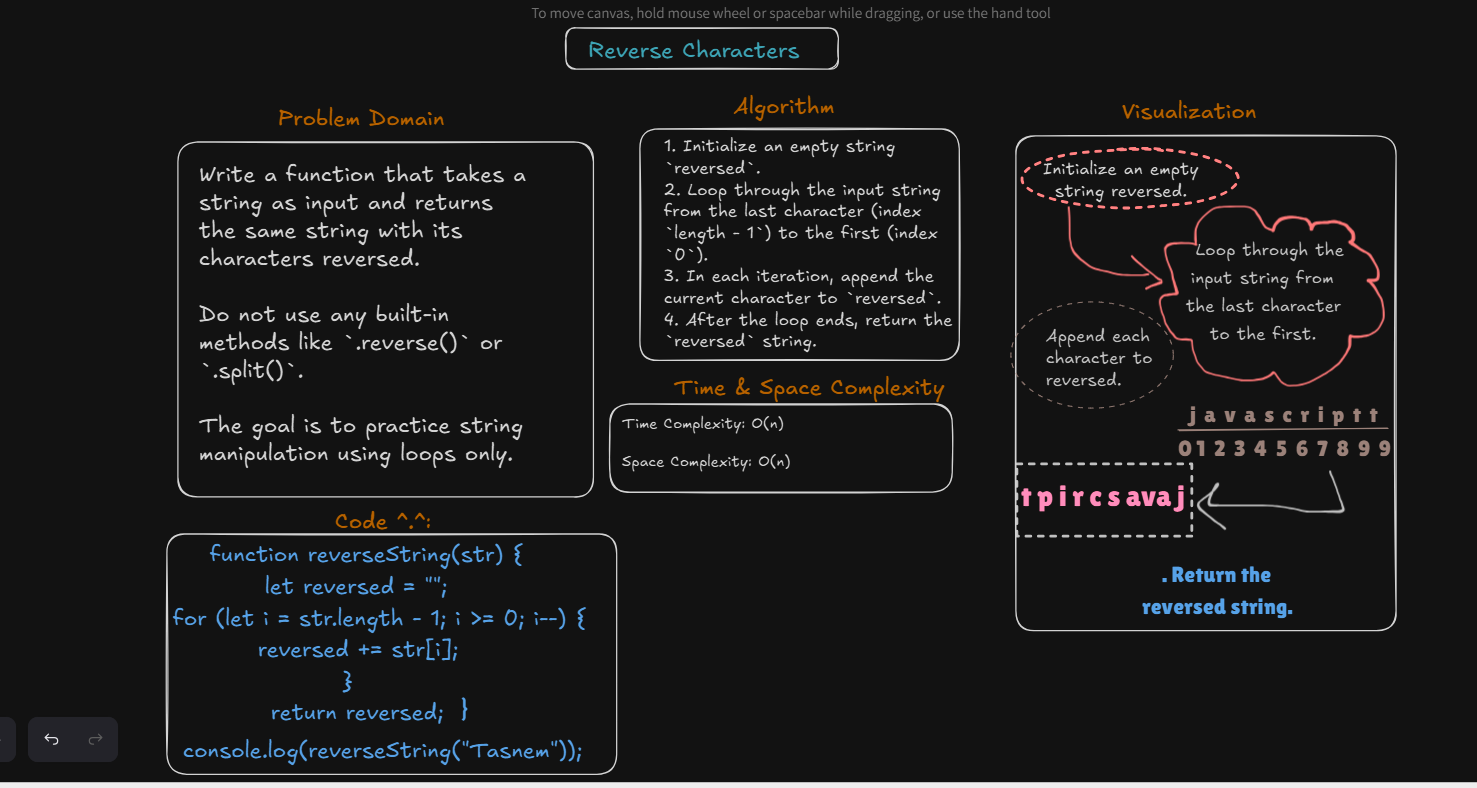 To move canvas, hold mouse wheel or spacebar while dragging, or use the hand tool
Reverse Characters
Problem Domain
Write a function that takes a
string as input and returns
the same string with its
characters reversed.
Do not use any built-in
methods like `.reverse()` or
`.split()`.
The goal is to practice string
manipulation using loops only.
Algorithm
1. Initialize an empty string
`reversed`.
2. Loop through the input string
from the last character (index
`length - 1`) to the first (index
`0`).
3. In each iteration, append the
current character to `reversed`.
4. After the loop ends, return the
`reversed` string.
Time & Space Complexity
Time Complexity: O(n)
Space Complexity: O(n)
Code ^.^:
function reverseString(str) {
let reversed = "";
for (let i = str.length - 1; i >= 0; i--) {
reversed += str[i];
}
return reversed; }
console.log(reverseString("Tasnem"));
Visualization
Initialize an empty
string reversed.
Loop through the
input string from
the last character
to the first.
Append each
character to
reversed.
j a v a s c r i p t t
0 1 2 3 4 5 6 7 8 9 9
t p i r c s a v a j
. Return the
reversed string.